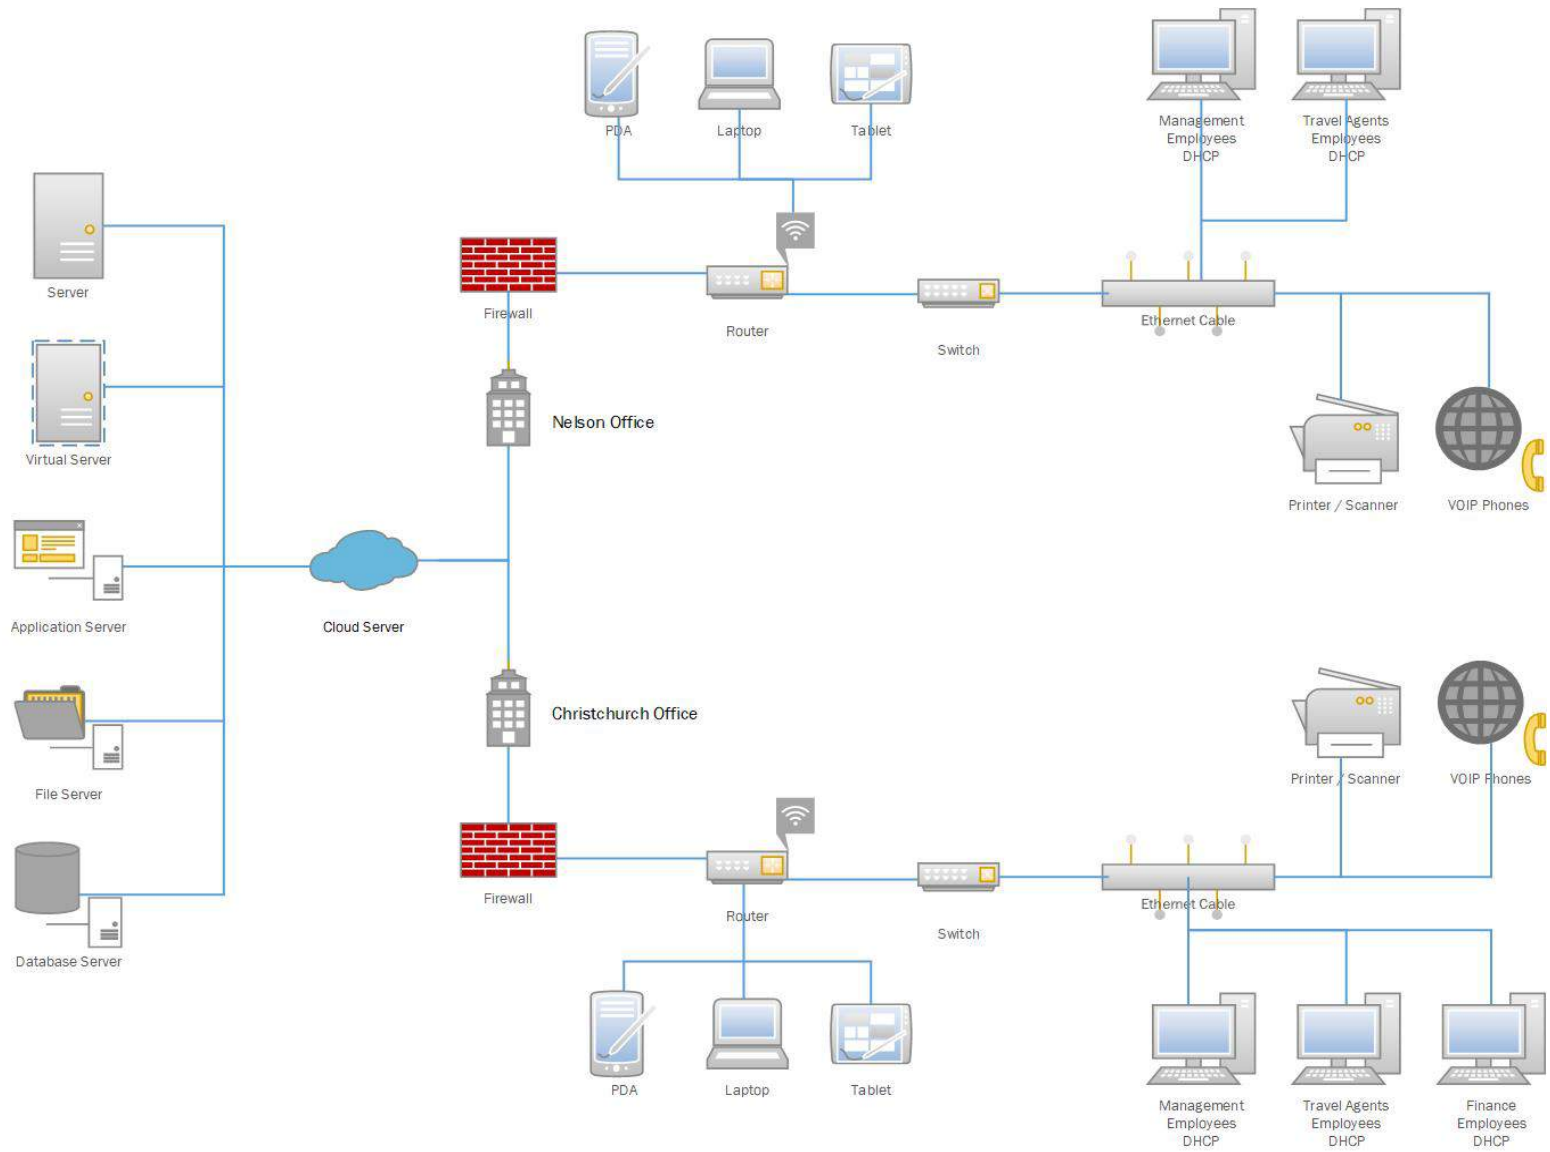 PDA
Laptop
Tablet
Management
Employees
DHCP
Travel Agents
Employees
DHCP
Server
Firewall
Router
Switch
Ethernet Cable
Nelson Office
Virtual Server
Printer / Scanner
VOIP Phones
Application Server
Cloud Server
Christchurch Office
File Server
Printer / Scanner
VOIP Phones
Firewall
Router
Switch
Ethernet Cable
Database Server
PDA
Laptop
Tablet
Management
Employees
DHCP
Travel Agents
Employees
DHCP
Finance
Employees
DHCP